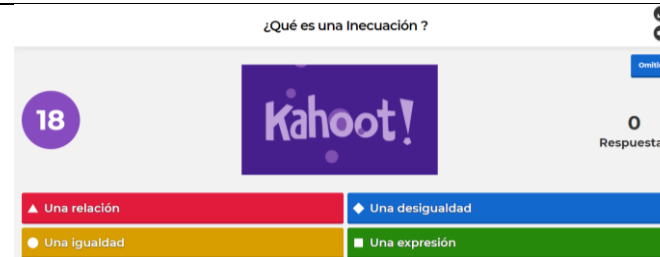 ¿Qué es una Inecuación ?
18
Kahoot!
0
Una relación
Una desigualdad
Una igualdad
Una expresión